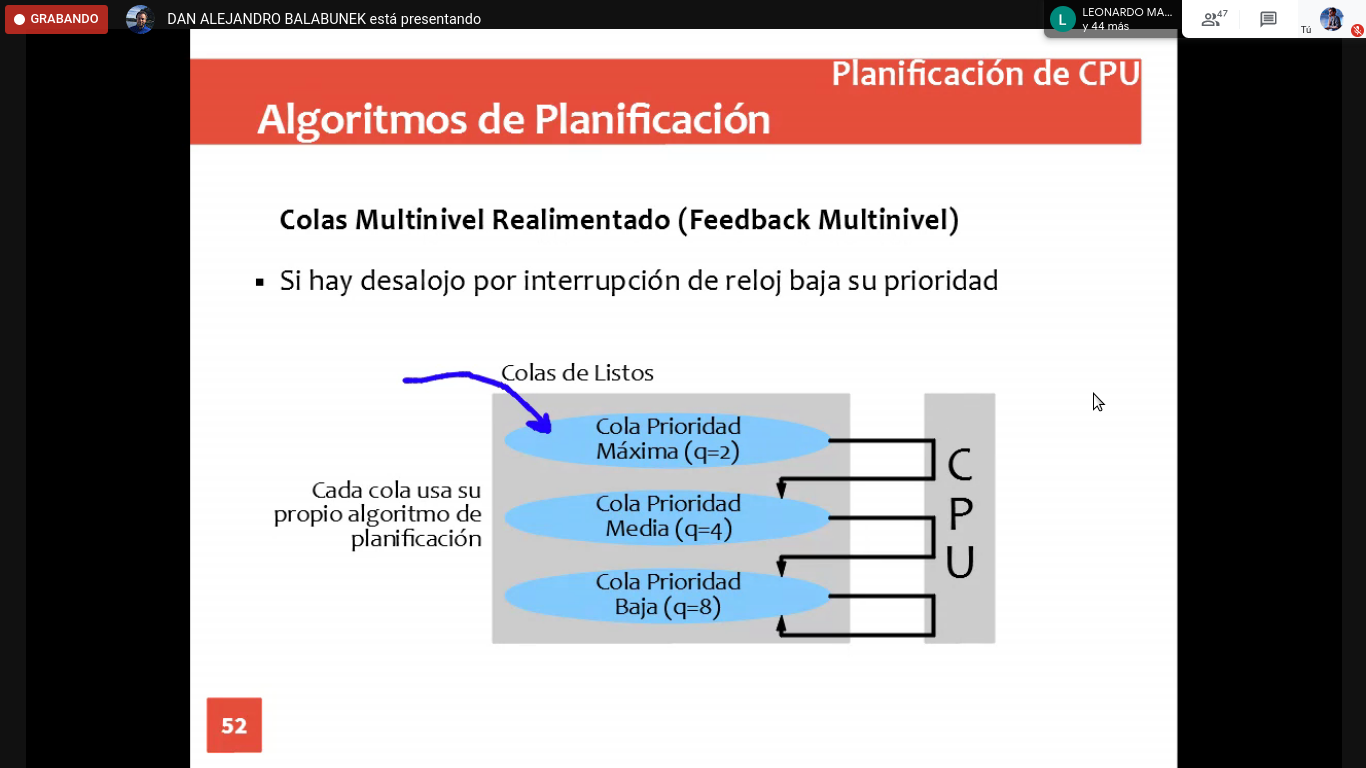 GRABANDO
DAN ALEJANDRO BALABUNEK está presentando
L
LEONARDO MA...
y 44 más
47
Tú
Planificación de CPU
Algoritmos de Planificación
Colas Multinivel Realimentado (Feedback Multinivel)
▪ Si hay desalojo por interrupción de reloj baja su prioridad
Colas de Listos
Cola Prioridad
Máxima (q=2)
Cada cola usa su
propio algoritmo de
planificación
Cola Prioridad
Media (q=4)
Cola Prioridad
Baja (q=8)
C
P
U
52